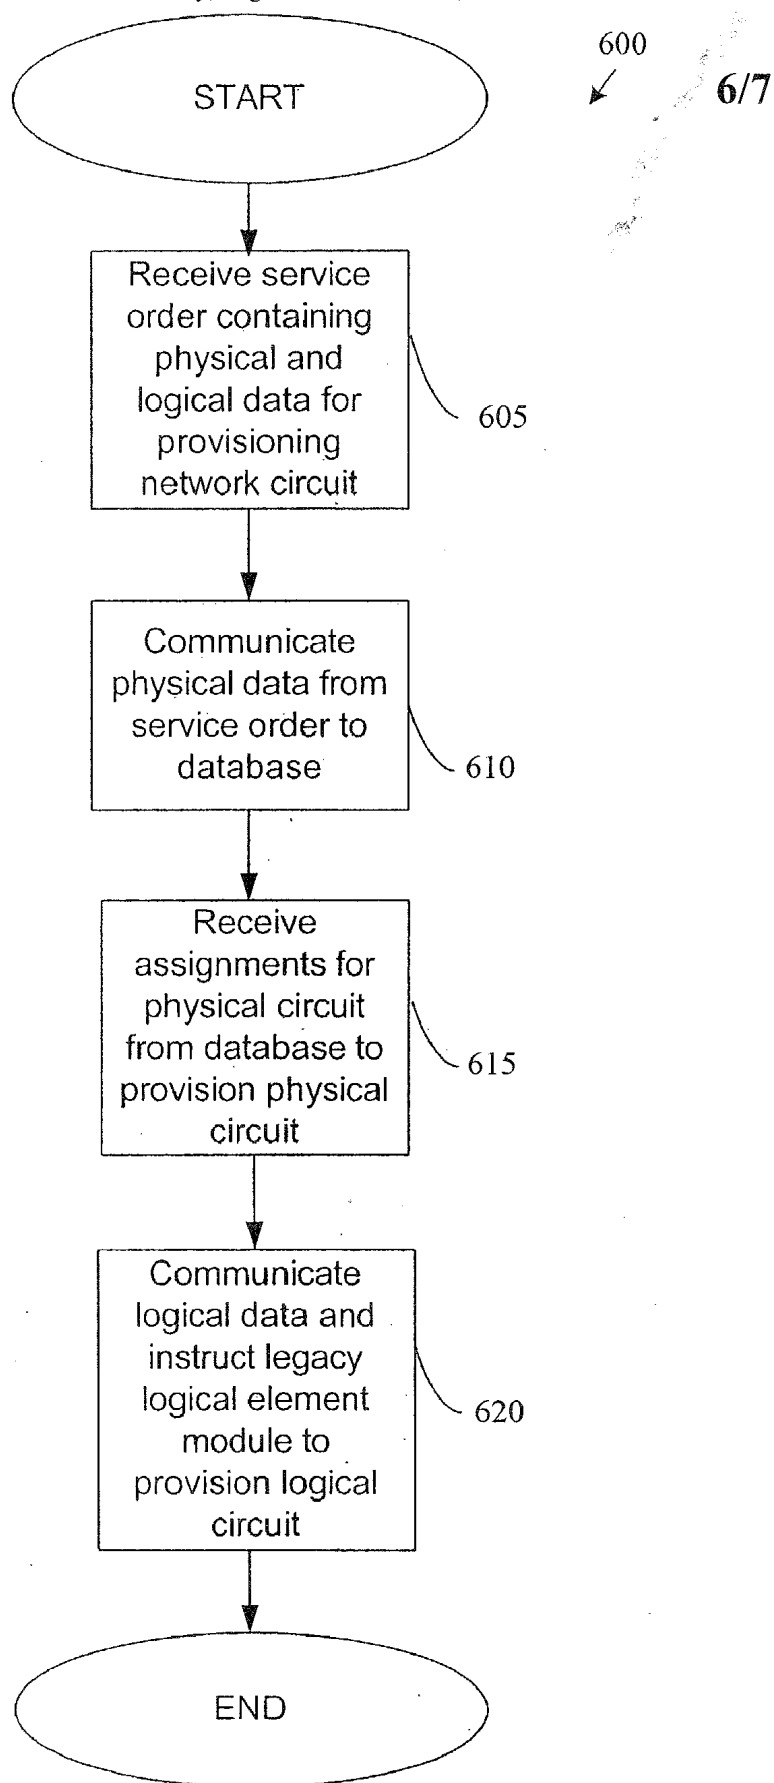 600
6/7
START
Receive service
order containing
physical and
logical data for
provisioning
network circuit
605
Communicate
physical data from
service order to
database
610
Receive
assignments for
physical circuit
from database to
provision physical
circuit
615
Communicate
logical data and
instruct legacy
logical element
module to
provision logical
circuit
620
END